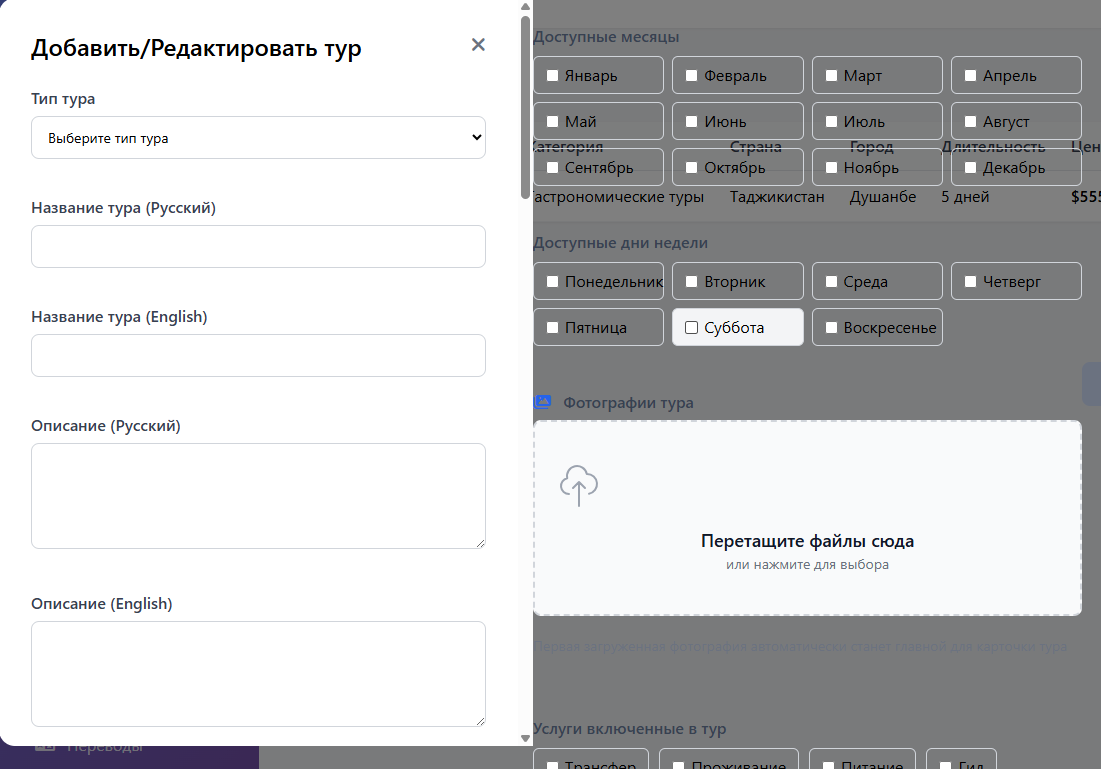 Добавить/Редактировать тур
Тип тура
Выберите тип тура
Название тура (Русский)
Название тура (English)
Описание (Русский)
Описание (English)
Переводы
Доступные месяцы
Январь Февраль Март Апрель
Май Июнь Июль Август
Категория Страна Город Длительность
Сентябрь Октябрь Ноябрь Декабрь
Гастрономические туры Таджикистан Душанбе 5 дней $555
Доступные дни недели
Понедельник Вторник Среда Четверг
Пятница Суббота Воскресенье
Фотографии тура
Перетащите файлы сюда
или нажмите для выбора
Первая загруженная фотография автоматически станет главной для карточки тура
Услуги включенные в тур
Трансфер Проживание Питание Гид